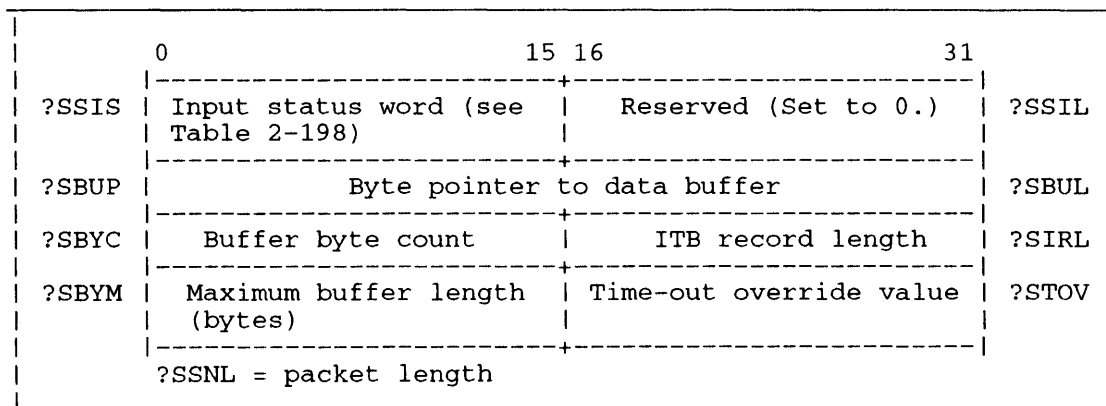 0 15 16 31
?SSIS Input status word (see Reserved (Set to 0.) ?SSIL
Table 2-198)
?SBUP Byte pointer to data buffer ?SBUL
?SBYC Buffer byte count ITB record length ?SIRL
?SBYM Maximum buffer length Time-out override value ?STOV
(bytes)
?SSNL = packet length